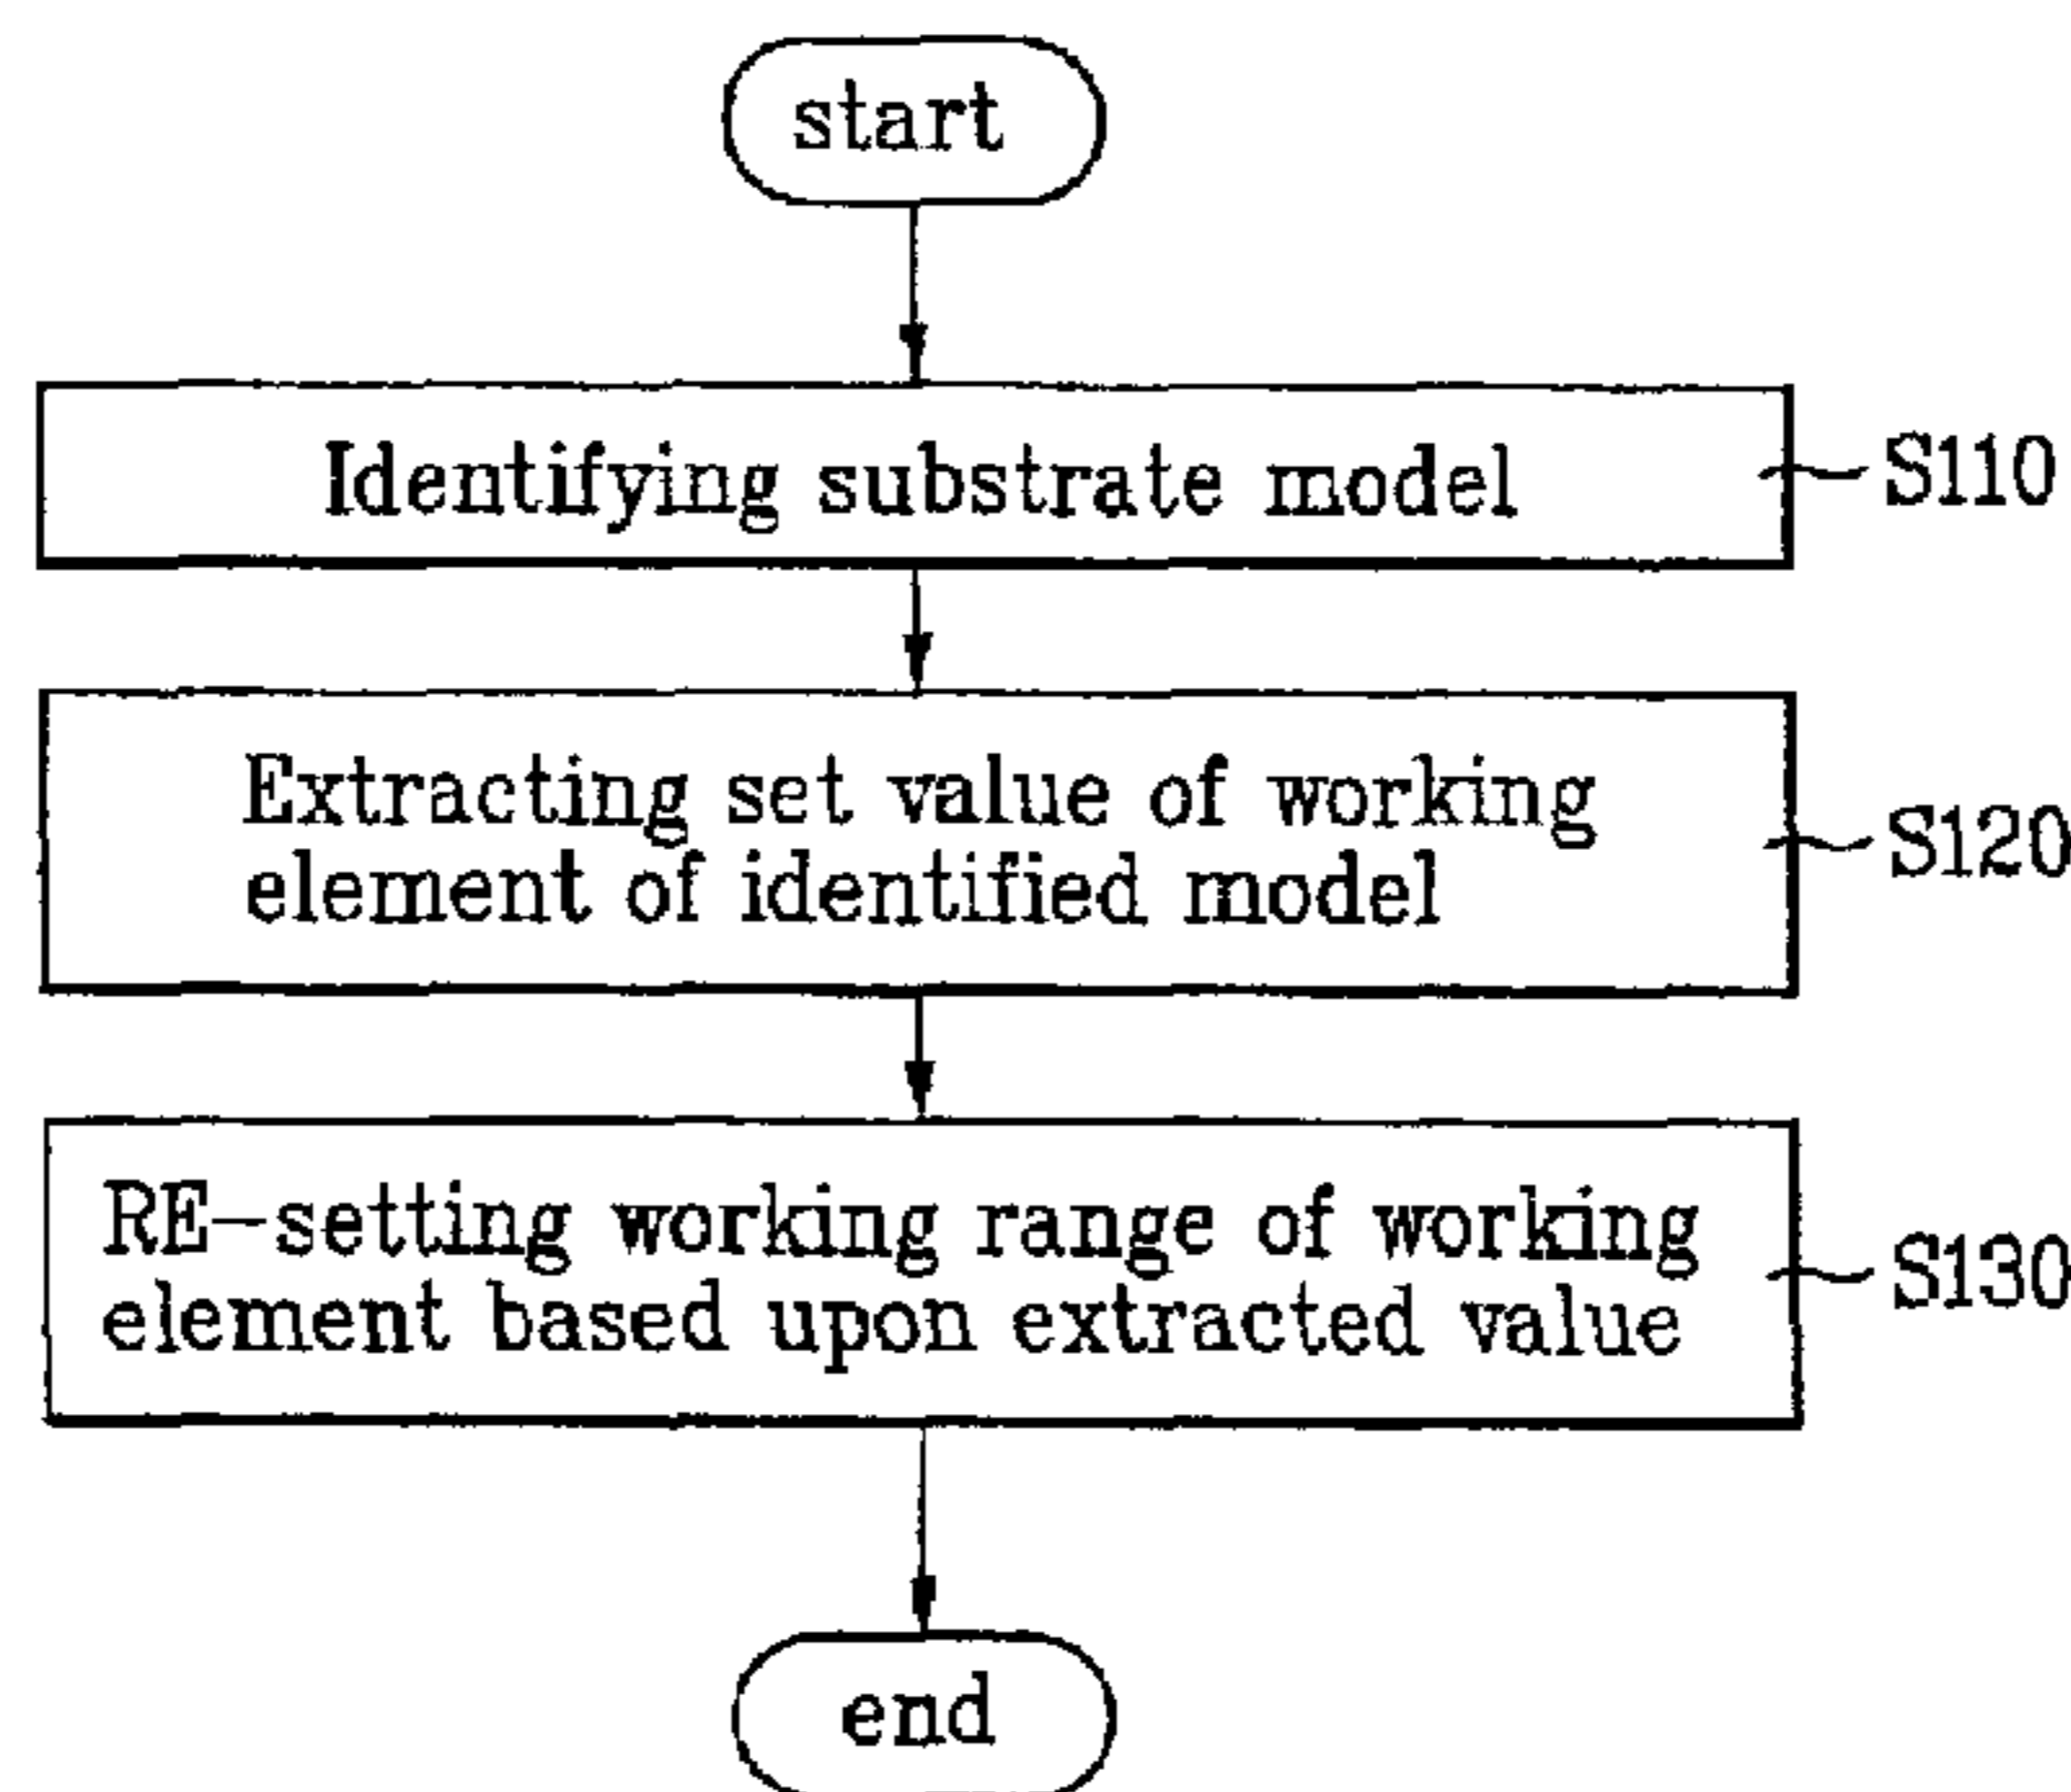 start
Identifying substrate model
S110
Extracting set value of working
element of identified model
S120
RE-setting working range of working
element based upon extracted value
S130
end